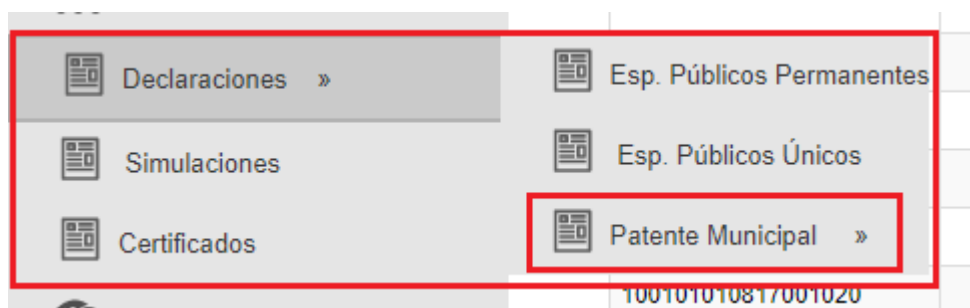 Declaraciones »
Simulaciones
Certificados
Esp. Públicos Permanentes
Esp. Públicos Únicos
Patente Municipal »
100101010817001020